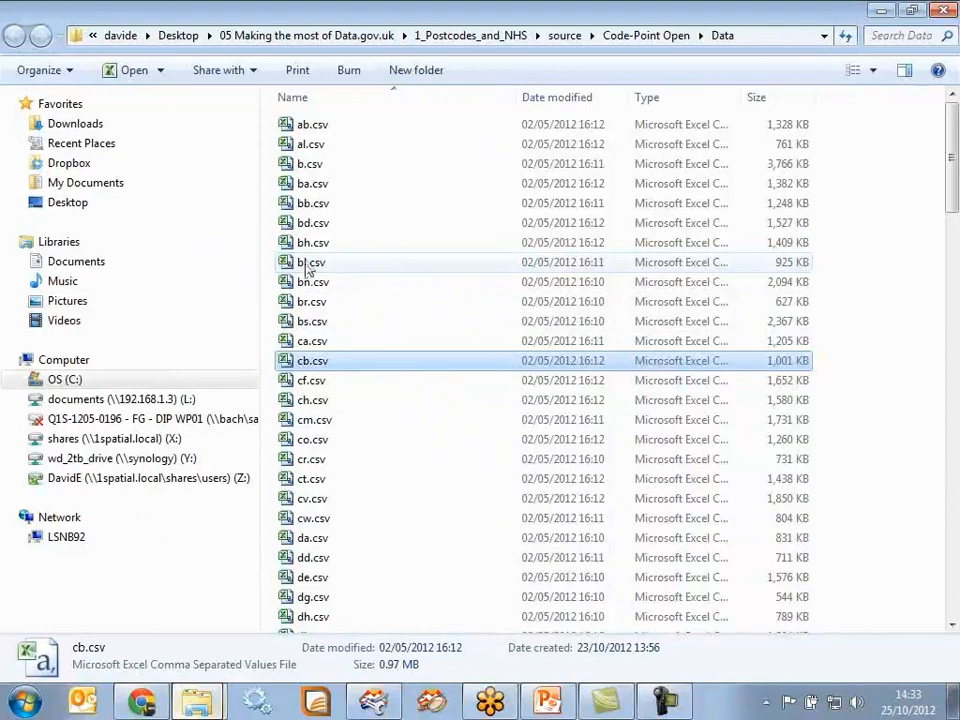 « davide ▸ Desktop ▸ 05 Making the most of Data.gov.uk ▸ 1_Postcodes_and_NHS ▸ source ▸ Code-Point Open ▸ Data
Search Data
Organize Open Share with Print Burn New folder
Name Date modified Type Size
Favorites
Downloads
Recent Places
Dropbox
My Documents
Desktop
Libraries
Documents
Music
Pictures
Videos
Computer
OS (C:)
documents (\\192.168.1.3) (L:)
Q1S-1205-0196 - FG - DIP WP01 (\\bach\sa
shares (\\1spatial.local) (X:)
wd_2tb_drive (\\synology) (Y:)
DavidE (\\1spatial.local\shares\users) (Z:)
Network
LSNB92
ab.csv 02/05/2012 16:12 Microsoft Excel C... 1,328 KB
al.csv 02/05/2012 16:12 Microsoft Excel C... 761 KB
b.csv 02/05/2012 16:11 Microsoft Excel C... 3,766 KB
ba.csv 02/05/2012 16:12 Microsoft Excel C... 1,382 KB
bb.csv 02/05/2012 16:11 Microsoft Excel C... 1,248 KB
bd.csv 02/05/2012 16:12 Microsoft Excel C... 1,527 KB
bh.csv 02/05/2012 16:12 Microsoft Excel C... 1,409 KB
bl.csv 02/05/2012 16:11 Microsoft Excel C... 925 KB
bn.csv 02/05/2012 16:10 Microsoft Excel C... 2,094 KB
br.csv 02/05/2012 16:10 Microsoft Excel C... 627 KB
bs.csv 02/05/2012 16:10 Microsoft Excel C... 2,367 KB
ca.csv 02/05/2012 16:11 Microsoft Excel C... 1,205 KB
cb.csv 02/05/2012 16:12 Microsoft Excel C... 1,001 KB
cf.csv 02/05/2012 16:12 Microsoft Excel C... 1,652 KB
ch.csv 02/05/2012 16:12 Microsoft Excel C... 1,580 KB
cm.csv 02/05/2012 16:11 Microsoft Excel C... 1,731 KB
co.csv 02/05/2012 16:12 Microsoft Excel C... 1,260 KB
cr.csv 02/05/2012 16:10 Microsoft Excel C... 731 KB
ct.csv 02/05/2012 16:12 Microsoft Excel C... 1,438 KB
cv.csv 02/05/2012 16:12 Microsoft Excel C... 1,850 KB
cw.csv 02/05/2012 16:11 Microsoft Excel C... 804 KB
da.csv 02/05/2012 16:10 Microsoft Excel C... 831 KB
dd.csv 02/05/2012 16:11 Microsoft Excel C... 711 KB
de.csv 02/05/2012 16:10 Microsoft Excel C... 1,576 KB
dg.csv 02/05/2012 16:10 Microsoft Excel C... 544 KB
dh.csv 02/05/2012 16:10 Microsoft Excel C... 789 KB
cb.csv Date modified: 02/05/2012 16:12 Date created: 23/10/2012 13:56
Microsoft Excel Comma Separated Values File Size: 0.97 MB
14:33
25/10/2012